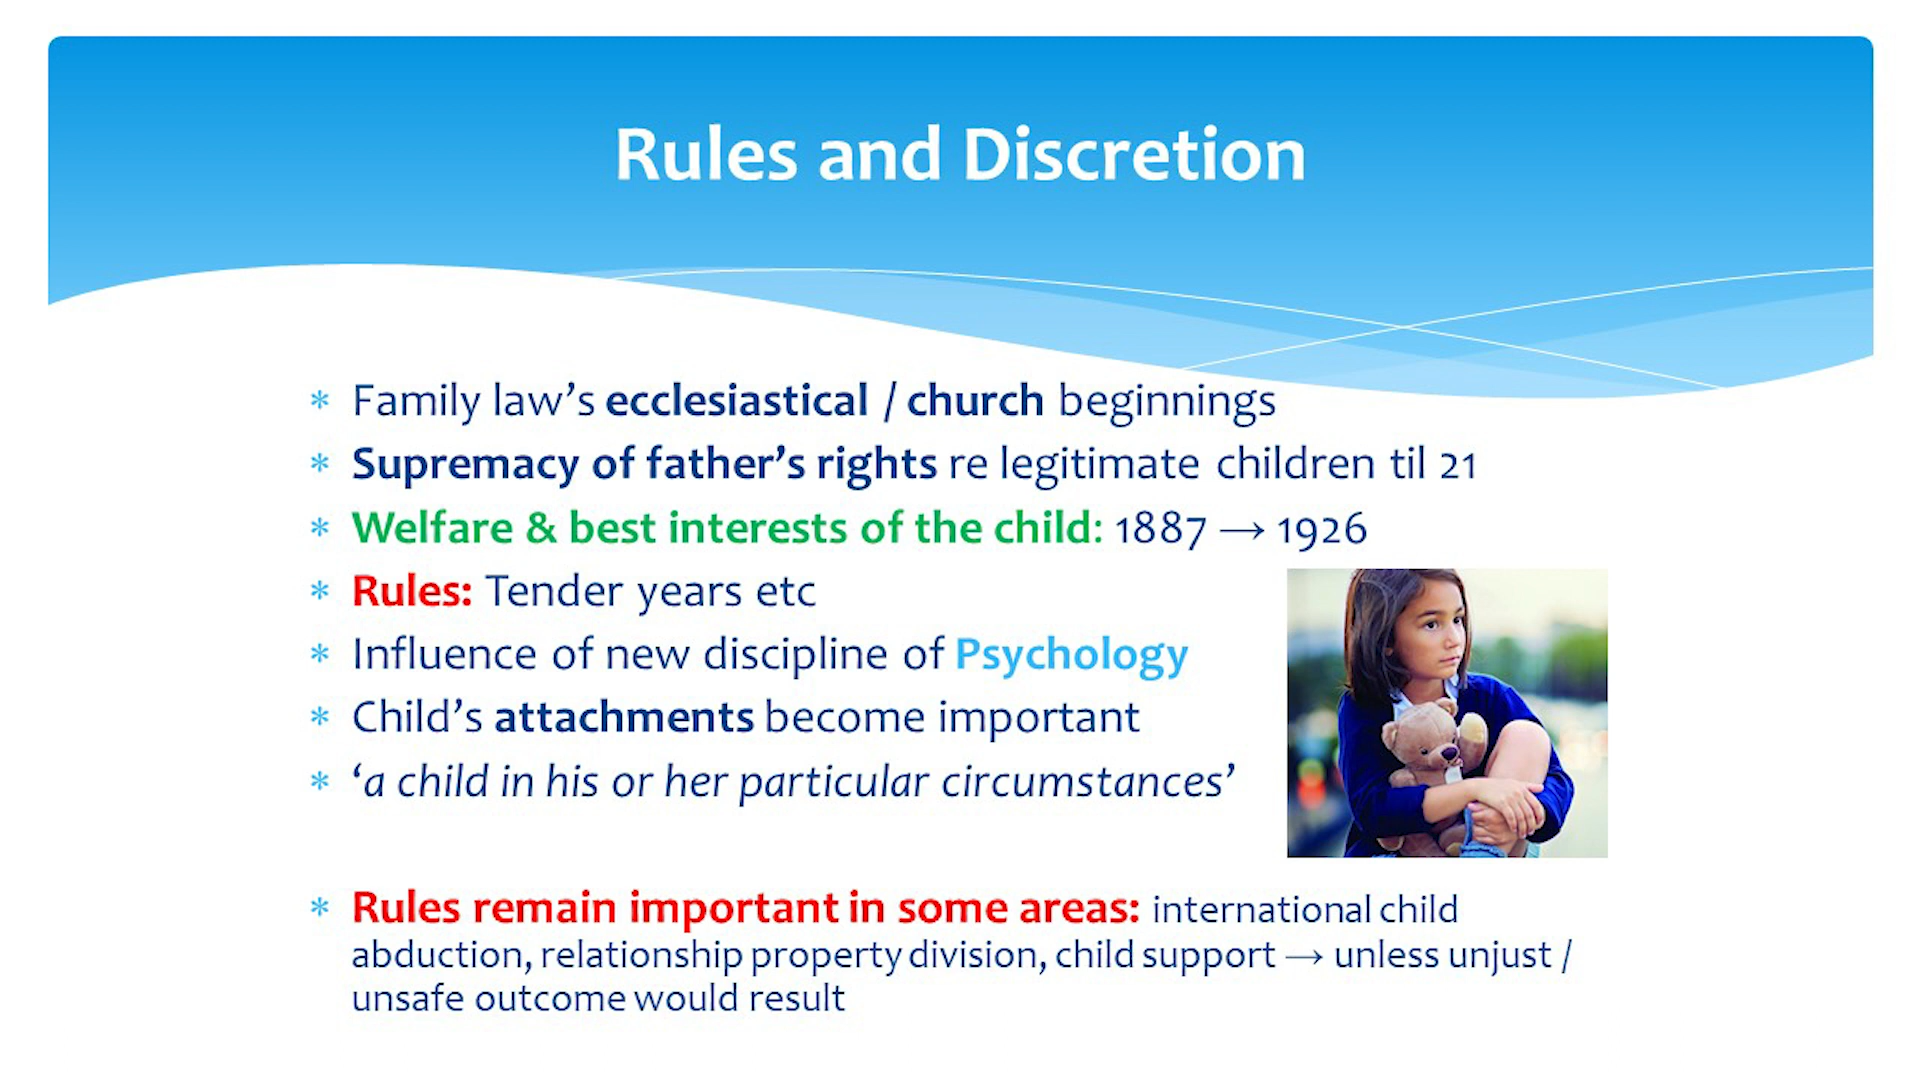 Rules and Discretion
* Family law’s ecclesiastical / church beginnings
* Supremacy of father’s rights re legitimate children til 21
* Welfare & best interests of the child: 1887 → 1926
* Rules: Tender years etc
* Influence of new discipline of Psychology
* Child’s attachments become important
* ‘a child in his or her particular circumstances’
* Rules remain important in some areas: international child
abduction, relationship property division, child support → unless unjust /
unsafe outcome would result